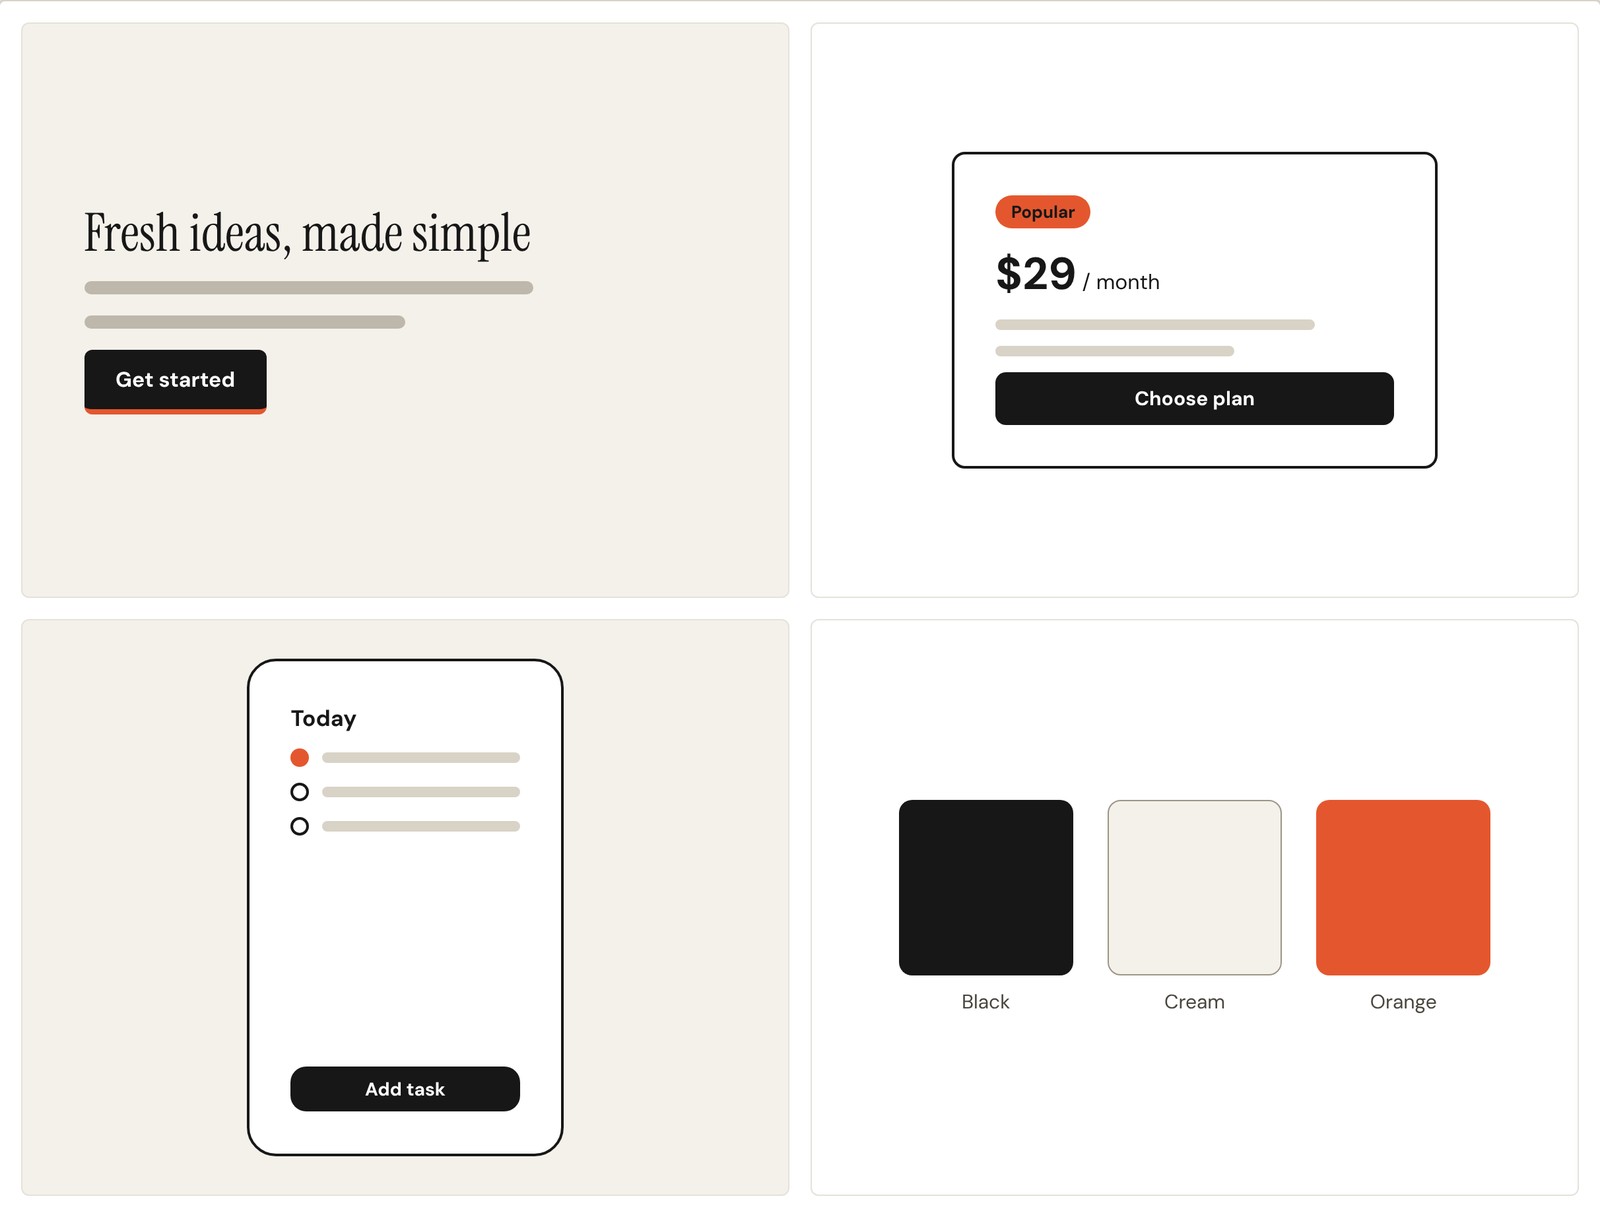 Fresh ideas, made simple
Get started
Popular
$29 / month
Choose plan
Today
Add task
Black
Cream
Orange